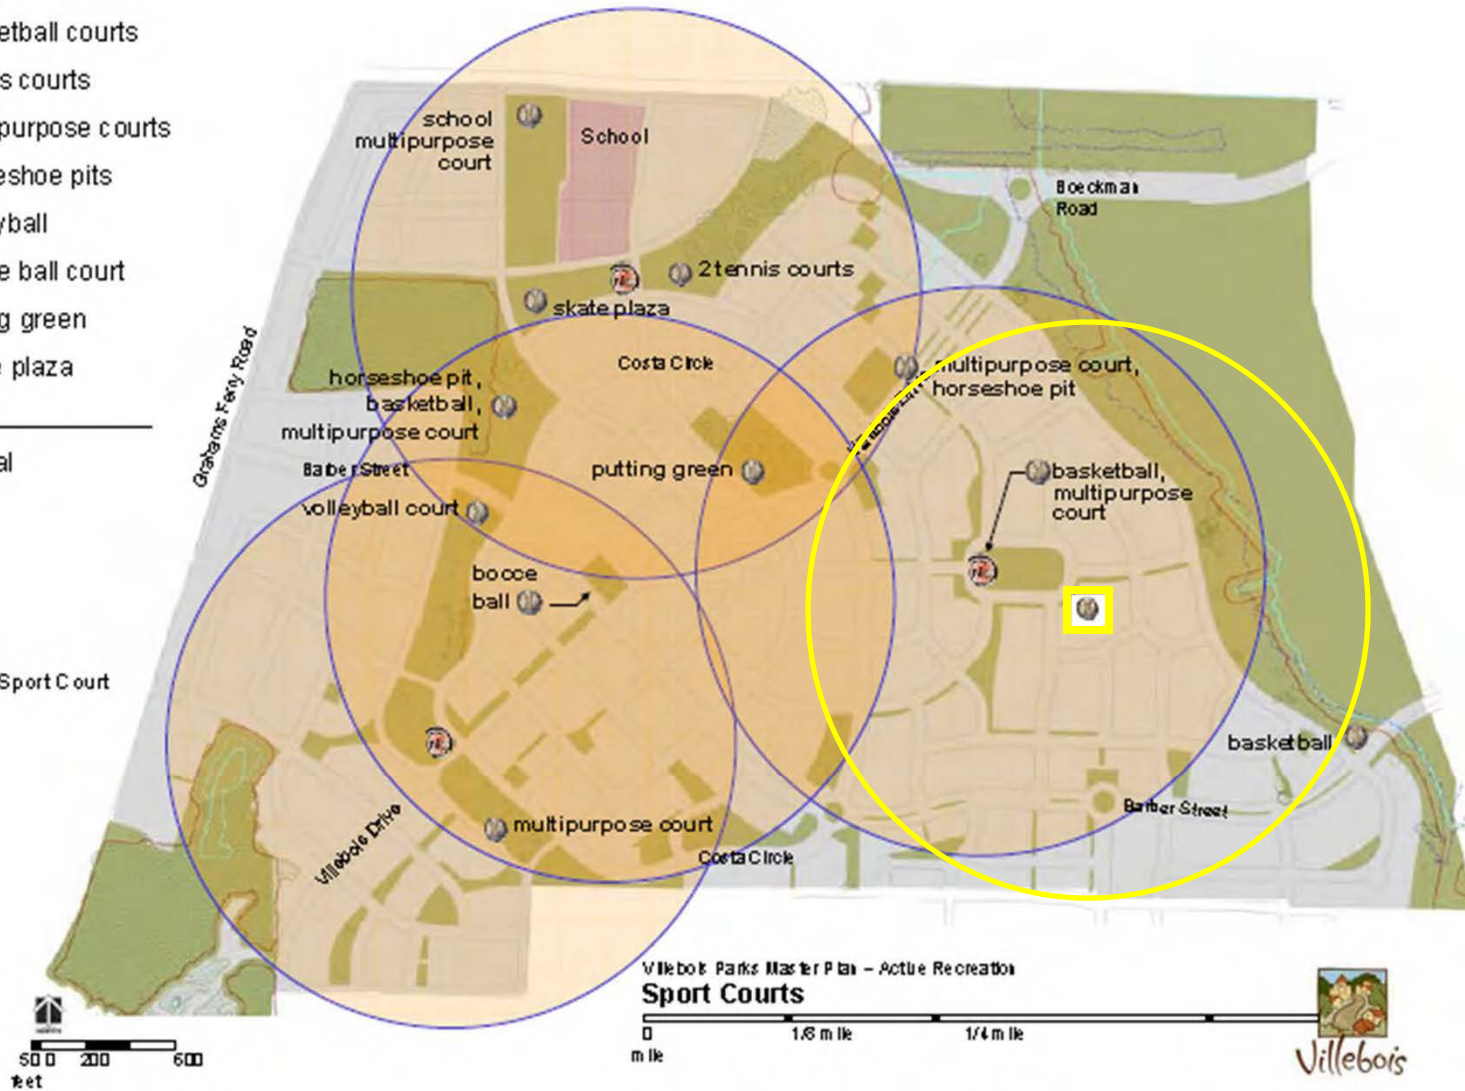 etball courts
s courts
purpose courts
eshoe pits
yball
e ball court
g green
e plaza
al
Sport Court
school
multipurpose
court
School
Boeckman
Road
2 tennis courts
skate plaza
Costa Circle
horseshoe pit,
basketball,
multipurpose court
multipurpose court,
horseshoe pit
Grahams Ferry Road
Barber Street
putting green
basketball,
multipurpose
court
volleyball court
bocce
ball
basketball
Barber Street
multipurpose court
Villebois Drive
Costa Circle
Villebois Parks Master Plan – Active Recreation
Sport Courts
0
1/8 mile
1/4 mile
mile
200
600
feet
Villebois